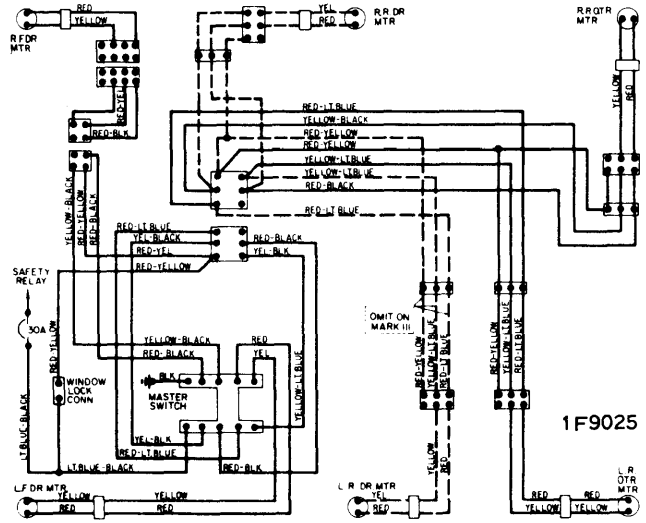 RED
YELLOW
R.F.DR
MTR
YEL
RED
R.R DR
MTR
R.R QTR
MTR
YELLOW
RED
RED-YEL
RED-BLK
RED-LT.BLUE
YELLOW-BLACK
RED-YELLOW
RED-YELLOW
YELLOW-LT.BLUE
YELLOW-LT.BLUE
RED-BLACK
RED-LT.BLUE
YELLOW-BLACK
RED-YELLOW
RED-BLACK
RED-LT.BLUE
YEL-BLACK
RED-YEL
RED-YELLOW
RED-BLACK
YEL-BLK
SAFETY
RELAY
30A
RED-YELLOW
OMIT ON
MARK III
YELLOW-BLACK
RED-BLACK
RED
YEL
BLK
MASTER
SWITCH
WINDOW
LOCK
CONN
YELLOW-LT.BLUE
RED-YELLOW
YELLOW-LT.BLUE
RED-LT.BLUE
RED-YELLOW
YELLOW-LT.BLUE
RED-LT.BLUE
1F9025
LT.BLUE-BLACK
YEL-BLK
RED-LT.BLUE
LT.BLUE-BLACK
RED-BLK
YELLOW
RED
L.F.DR MTR
YELLOW
RED
YELLOW
RED
L.R DR MTR
YEL
RED
RED
YELLOW
RED
YELLOW
L.R
QTR
MTR